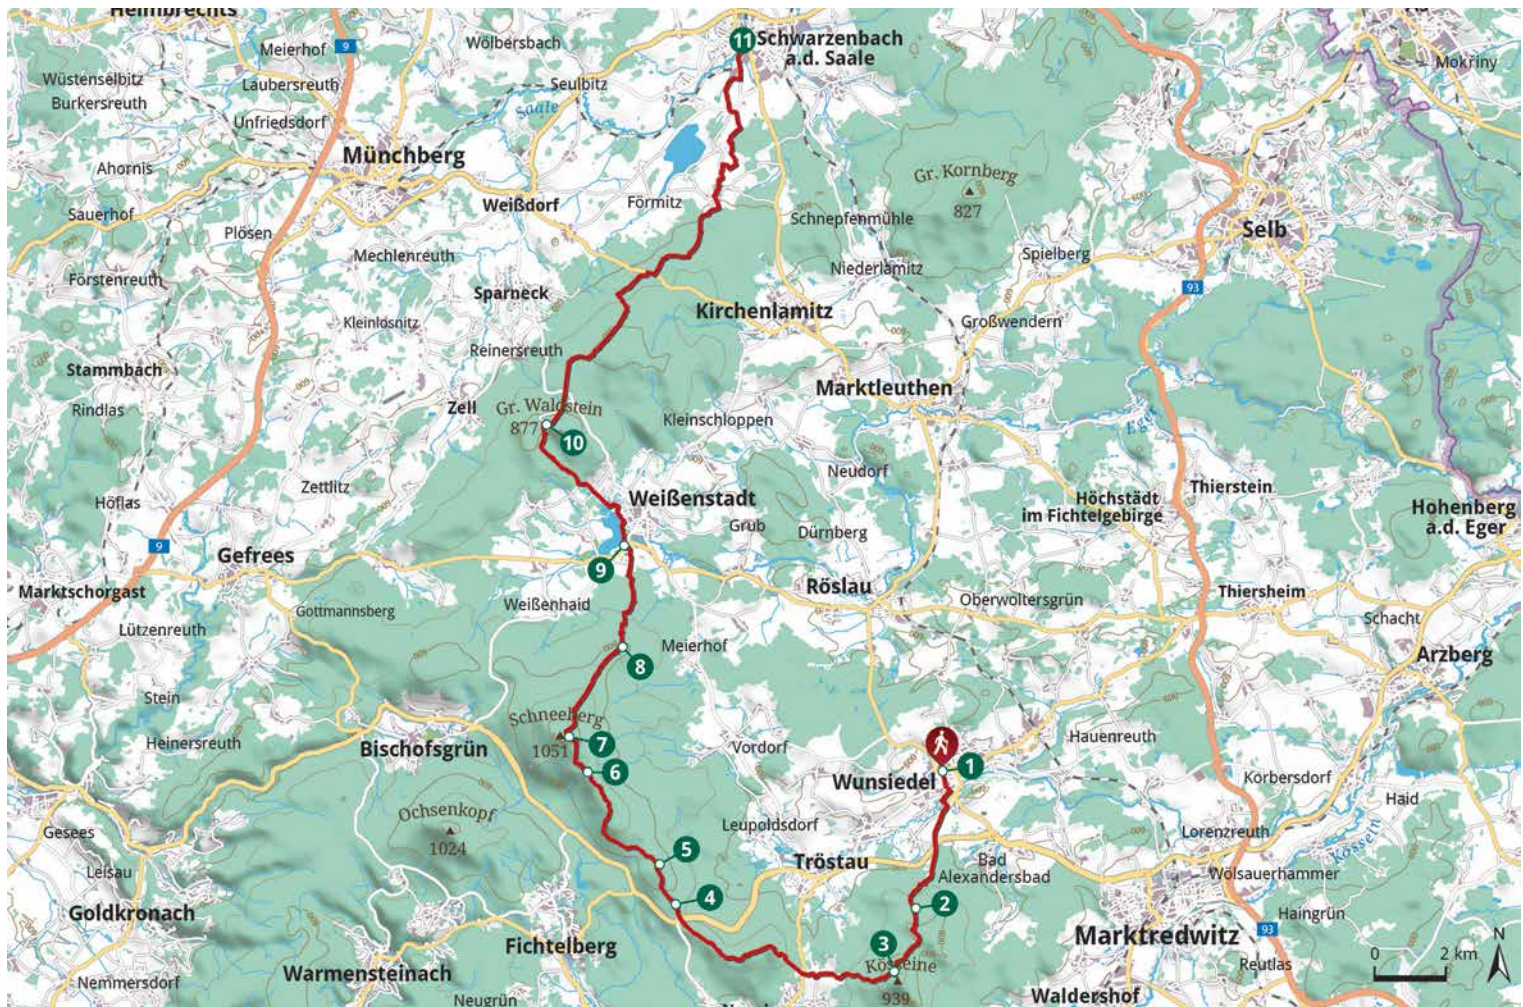 Helmbrechts
Meierhof
9
Wölbersbach
11
Schwarzenbach
a.d. Saale
Mokřiny
Wüstenselbitz
Laubersreuth
Seulbitz
Burkersreuth
Saale
Unfriedsdorf
Münchberg
Ahornis
Gr. Kornberg
827
Weißdorf
Förmitz
Sauerhof
Plösen
Schnepfenmühle
Selb
Mechlenreuth
Spielberg
Förstenreuth
Niederlamitz
Sparneck
93
Kirchenlamitz
Kleinlosnitz
Großwendern
Reinersreuth
Stammbach
Marktleuthen
Rindlas
Zell
Gr. Waldstein
877
10
Kleinschloppen
Eger
Neudorf
Höflas
Zettlitz
Weißenstadt
Höchstädt
im Fichtelgebirge
Thierstein
Hohenberg
a.d. Eger
Grub
Dürnberg
9
Gefrees
9
Röslau
Marktschorgast
Gottmannsberg
Weißenhaid
Oberwoltersgrün
Thiersheim
Schacht
Lützenreuth
Meierhof
8
Arzberg
Stein
Schneeberg
1051
7
Heinersreuth
Bischofsgrün
Vordorf
Hauenreuth
6
Wunsiedel
1
Korbersdorf
Haid
Ochsenkopf
1024
Gesees
Leupoldsdorf
Lorenzreuth
Kössein
5
Tröstau
Bad
Alexandersbad
Leisau
Wölsauerhammer
4
2
Goldkronach
Haingrün
93
Fichtelberg
3
Marktredwitz
Kösseine
939
N
0 2 km
Reutlas
Warmensteinach
Nemmersdorf
Neugrün
Waldershof